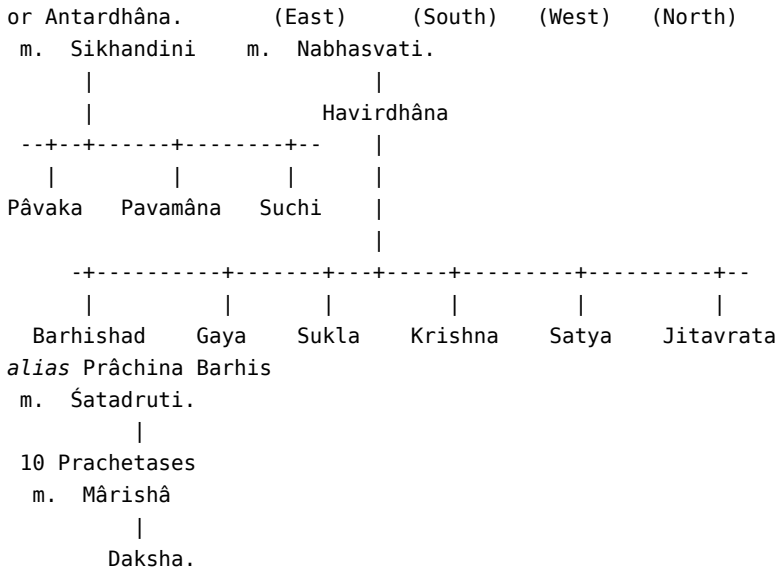 or Antardhâna. (East) (South) (West) (North)
m. Sikhandini m. Nabhasvati.
| |
| Havirdhâna
--+--+------+--------+-- |
| | | |
Pâvaka Pavamâna Suchi |
|
-+----------+-------+---+-----+---------+----------+--
| | | | | |
Barhishad Gaya Sukla Krishna Satya Jitavrata
alias Prâchina Barhis
m. Śatadruti.
|
10 Prachetases
m. Mârishâ
|
Daksha.